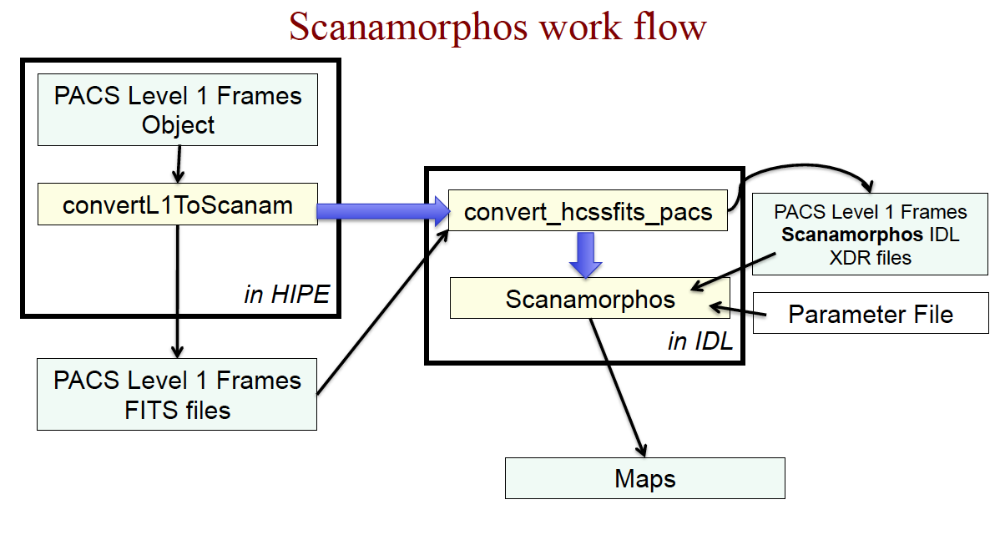 Scanamorphos work flow
PACS Level 1 Frames
Object
convertL1ToScanam
in HIPE
PACS Level 1 Frames
FITS files
convert_hcssfits_pacs
Scanamorphos
in IDL
PACS Level 1 Frames
Scanamorphos IDL
XDR files
Parameter File
Maps